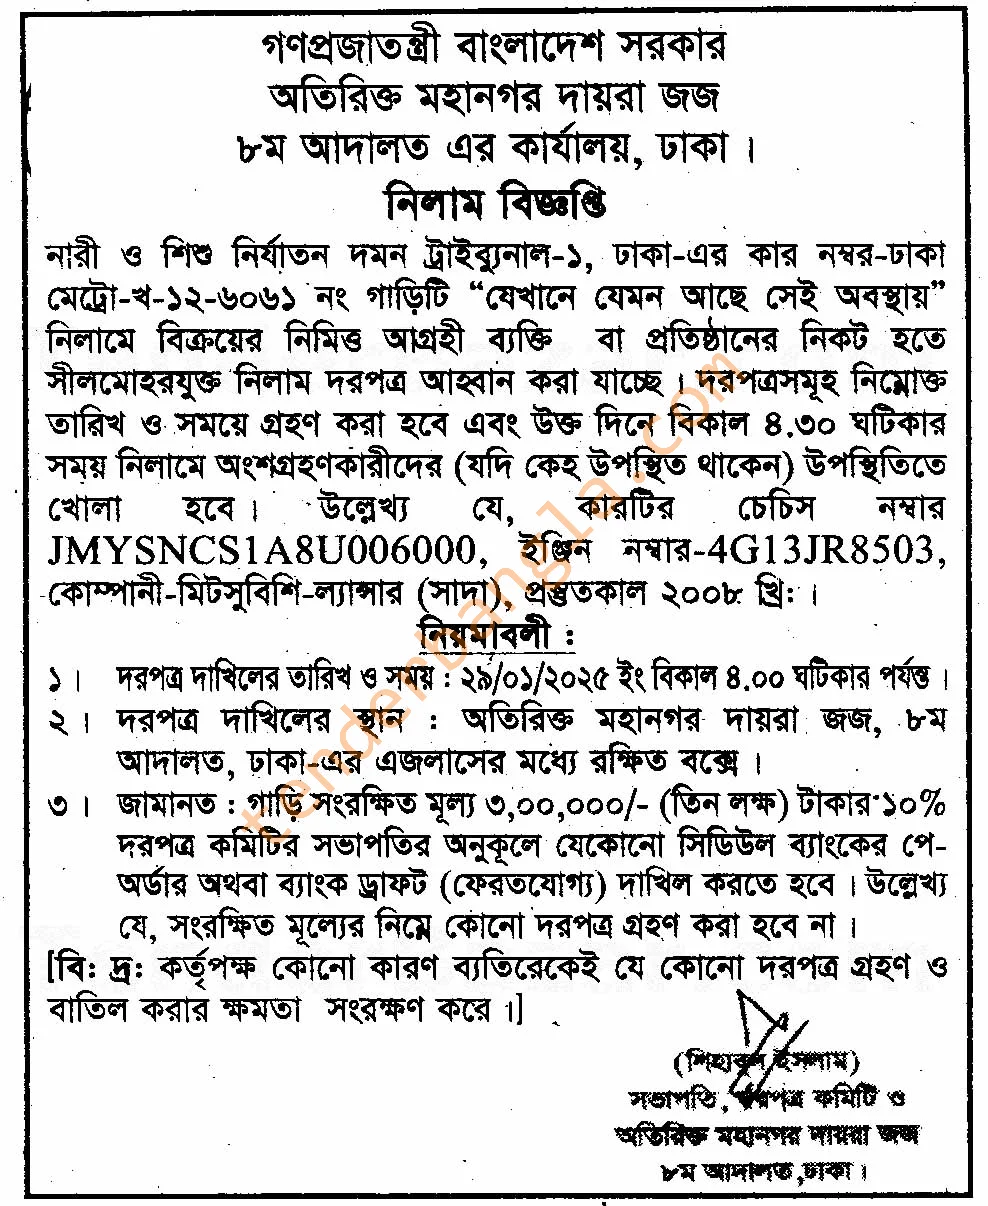 গণপ্রজাতন্ত্রী বাংলাদেশ সরকার
অতিরিক্ত মহানগর দায়রা জজ
৮ম আদালত এর কার্যালয়, ঢাকা ।
নিলাম বিজ্ঞপ্তি
নারী ও শিশু নির্যাতন দমন ট্রাইব্যুনাল-১, ঢাকা-এর কার নম্বর-ঢাকা
মেট্রো-খ-১২-৬০৬১ নং গাড়িটি “যেখানে যেমন আছে সেই অবস্থায়”
নিলামে বিক্রয়ের নিমিত্ত আগ্রহী ব্যক্তি বা প্রতিষ্ঠানের নিকট হতে
সীলমোহরযুক্ত নিলাম দরপত্র আহ্বান করা যাচ্ছে । দরপত্রসমূহ নিম্নোক্ত
তারিখ ও সময়ে গ্রহণ করা হবে এবং উক্ত দিনে বিকাল ৪.৩০ ঘটিকার
সময় নিলামে অংশগ্রহণকারীদের (যদি কেহ উপস্থিত থাকেন) উপস্থিতিতে
খোলা হবে । উল্লেখ্য যে, কারটির চেচিস নম্বার
JMYSNCS1A8U006000, ইঞ্জিন নম্বার-4G13JR8503,
কোম্পানী-মিটসুবিশি-ল্যান্সার (সাদা), প্রস্তুতকাল ২০০৮ খ্রি: ।
নিয়মাবলী :
১ । দরপত্র দাখিলের তারিখ ও সময় : ২৯/০১/২০২৫ ইং বিকাল ৪.০০ ঘটিকার পর্যন্ত ।
২ । দরপত্র দাখিলের স্থান : অতিরিক্ত মহানগর দায়রা জজ, ৮ম
আদালত, ঢাকা-এর এজলাসের মধ্যে রক্ষিত বক্সে ।
৩ । জামানত : গাড়ি সংরক্ষিত মূল্য ৩,০০,০০০/- (তিন লক্ষ) টাকার ১০%
দরপত্র কমিটির সভাপতির অনুকূলে যেকোনো সিডিউল ব্যাংকের পে-
অর্ডার অথবা ব্যাংক ড্রাফট (ফেরতযোগ্য) দাখিল করতে হবে । উল্লেখ্য
যে, সংরক্ষিত মূল্যের নিম্নে কোনো দরপত্র গ্রহণ করা হবে না ।
[বি: দ্র: কর্তৃপক্ষ কোনো কারণ ব্যতিরেকেই যে কোনো দরপত্র গ্রহণ ও
বাতিল করার ক্ষমতা সংরক্ষণ করে ।]
(শিহাবুল ইসলাম)
সভাপতি, দরপত্র কমিটি ও
অতিরিক্ত মহানগর দায়রা জজ
৮ম আদালত, ঢাকা ।
tenderbangla.com